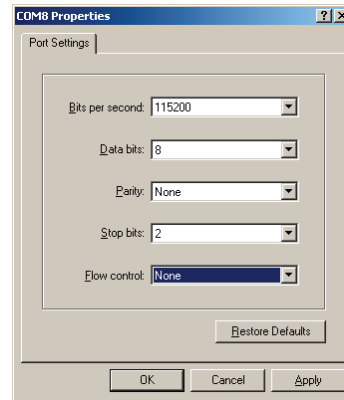 COM8 Properties
Port Settings
Bits per second: 115200
Data bits: 8
Parity: None
Stop bits: 2
Flow control: None
Restore Defaults
OK Cancel Apply